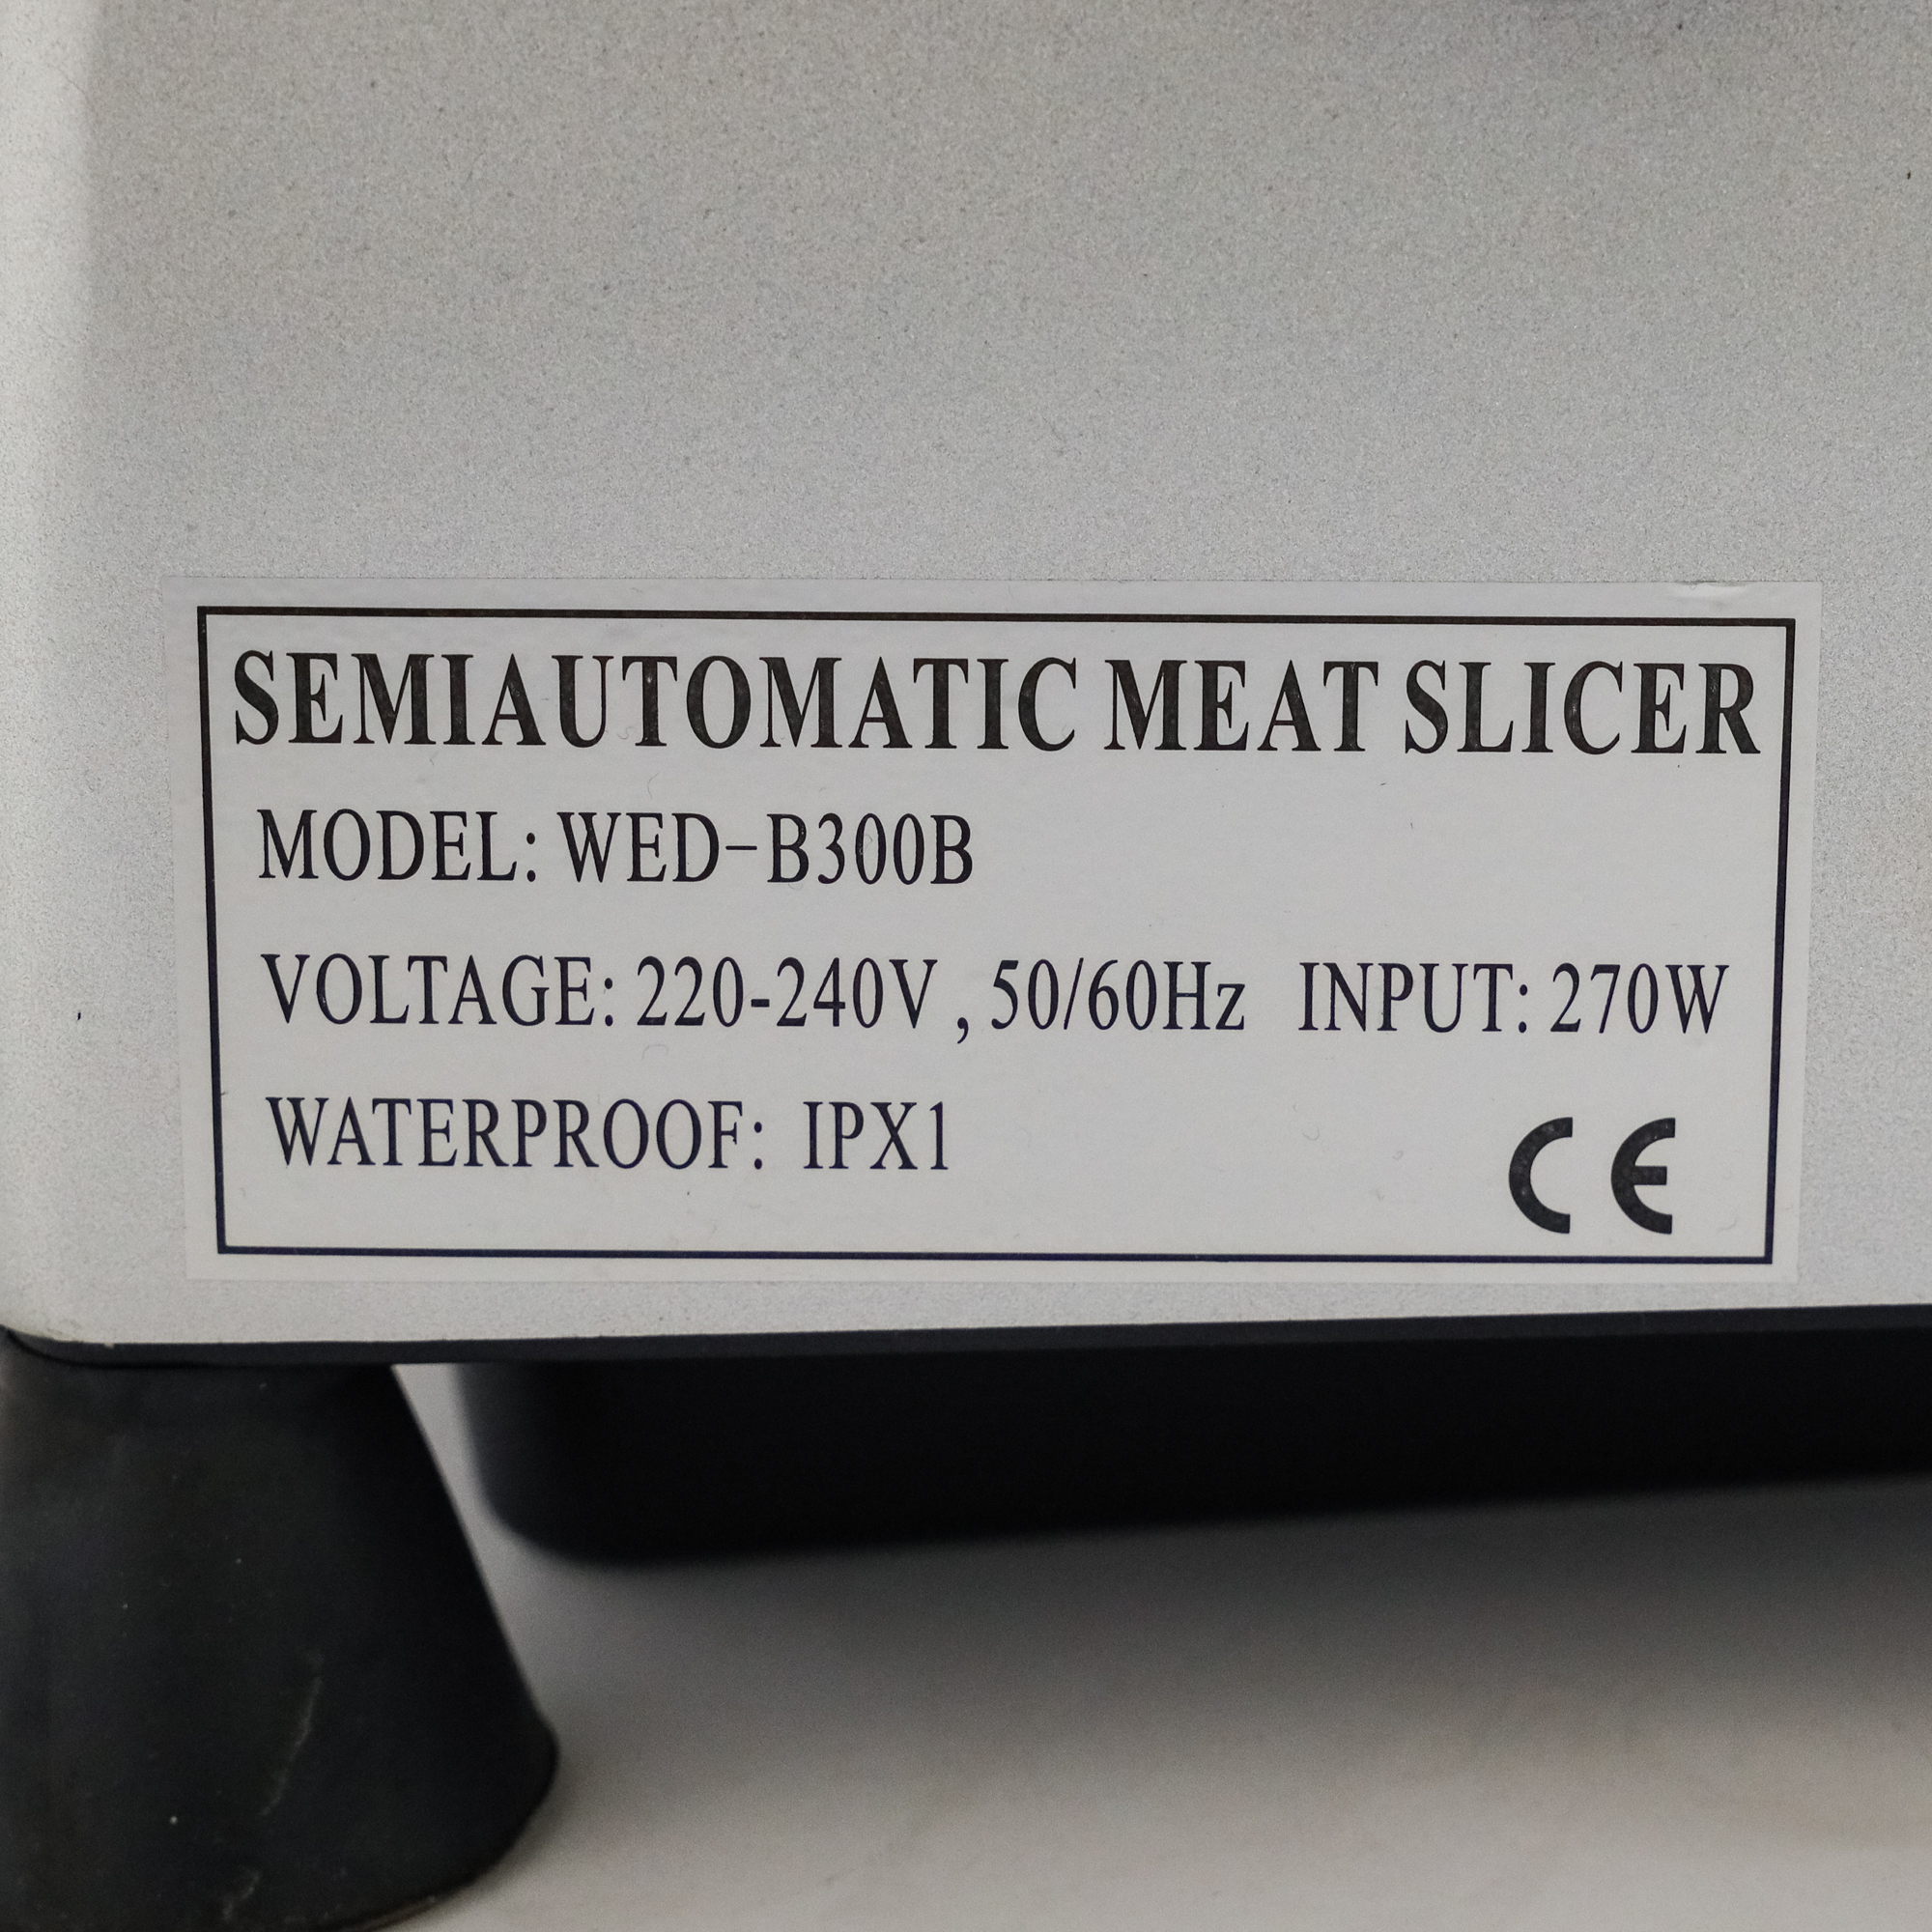 SEMIAUTOMATIC MEAT SLICER
MODEL: WED-B300B
VOLTAGE: 220-240V , 50/60Hz INPUT: 270W
WATERPROOF: IPX1
CE